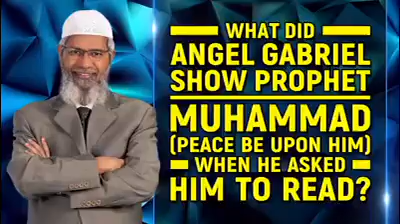 WHAT DID
ANGEL GABRIEL
SHOW PROPHET
MUHAMMAD
(PEACE BE UPON HIM)
WHEN HE ASKED
HIM TO READ?